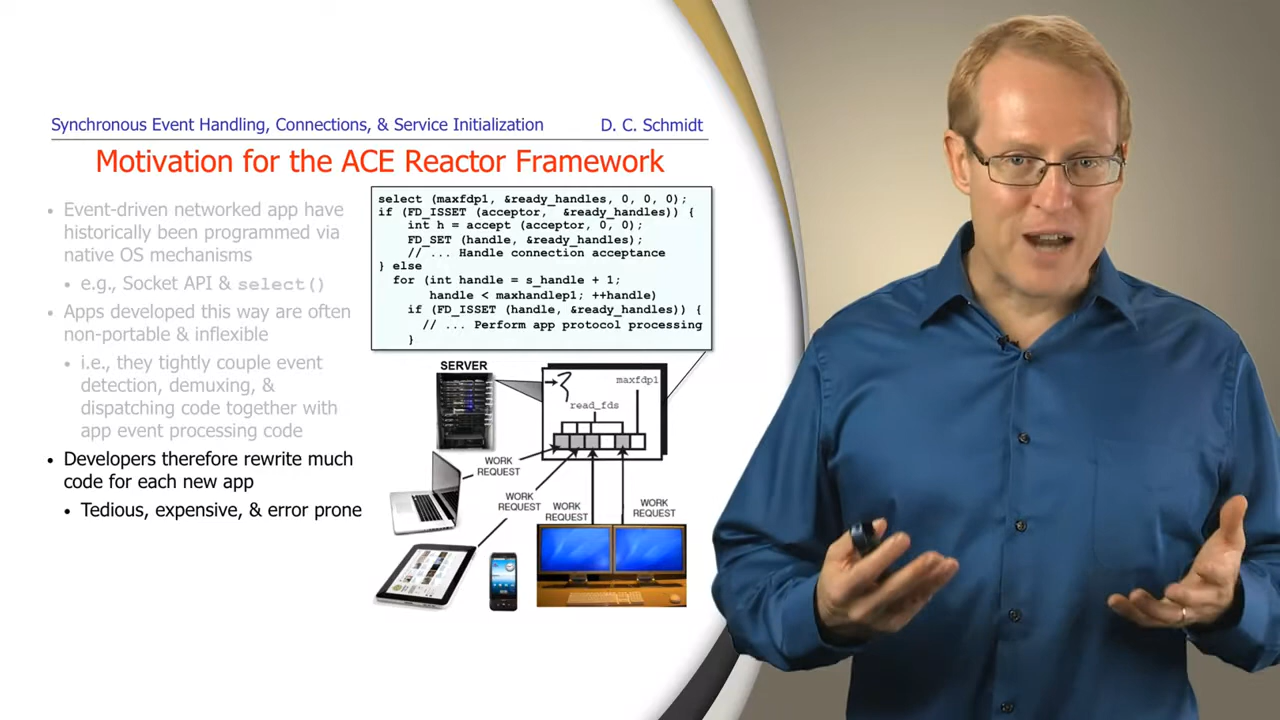 Synchronous Event Handling, Connections, & Service Initialization D. C. Schmidt
Motivation for the ACE Reactor Framework
• Event-driven networked app have
historically been programmed via
native OS mechanisms
• e.g., Socket API & select()
• Apps developed this way are often
non-portable & inflexible
• i.e., they tightly couple event
detection, demuxing, &
dispatching code together with
app event processing code
• Developers therefore rewrite much
code for each new app
• Tedious, expensive, & error prone
select (maxfdp1, &ready_handles, 0, 0, 0);
if (FD_ISSET (acceptor, &ready_handles)) {
int h = accept (acceptor, 0, 0);
FD_SET (handle, &ready_handles);
// ... Handle connection acceptance
} else
for (int handle = s_handle + 1;
handle < maxhandlep1; ++handle)
if (FD_ISSET (handle, &ready_handles)) {
// ... Perform app protocol processing
}
SERVER
maxfdp1
read_fds
WORK
REQUEST
WORK
REQUEST
WORK
REQUEST
WORK
REQUEST